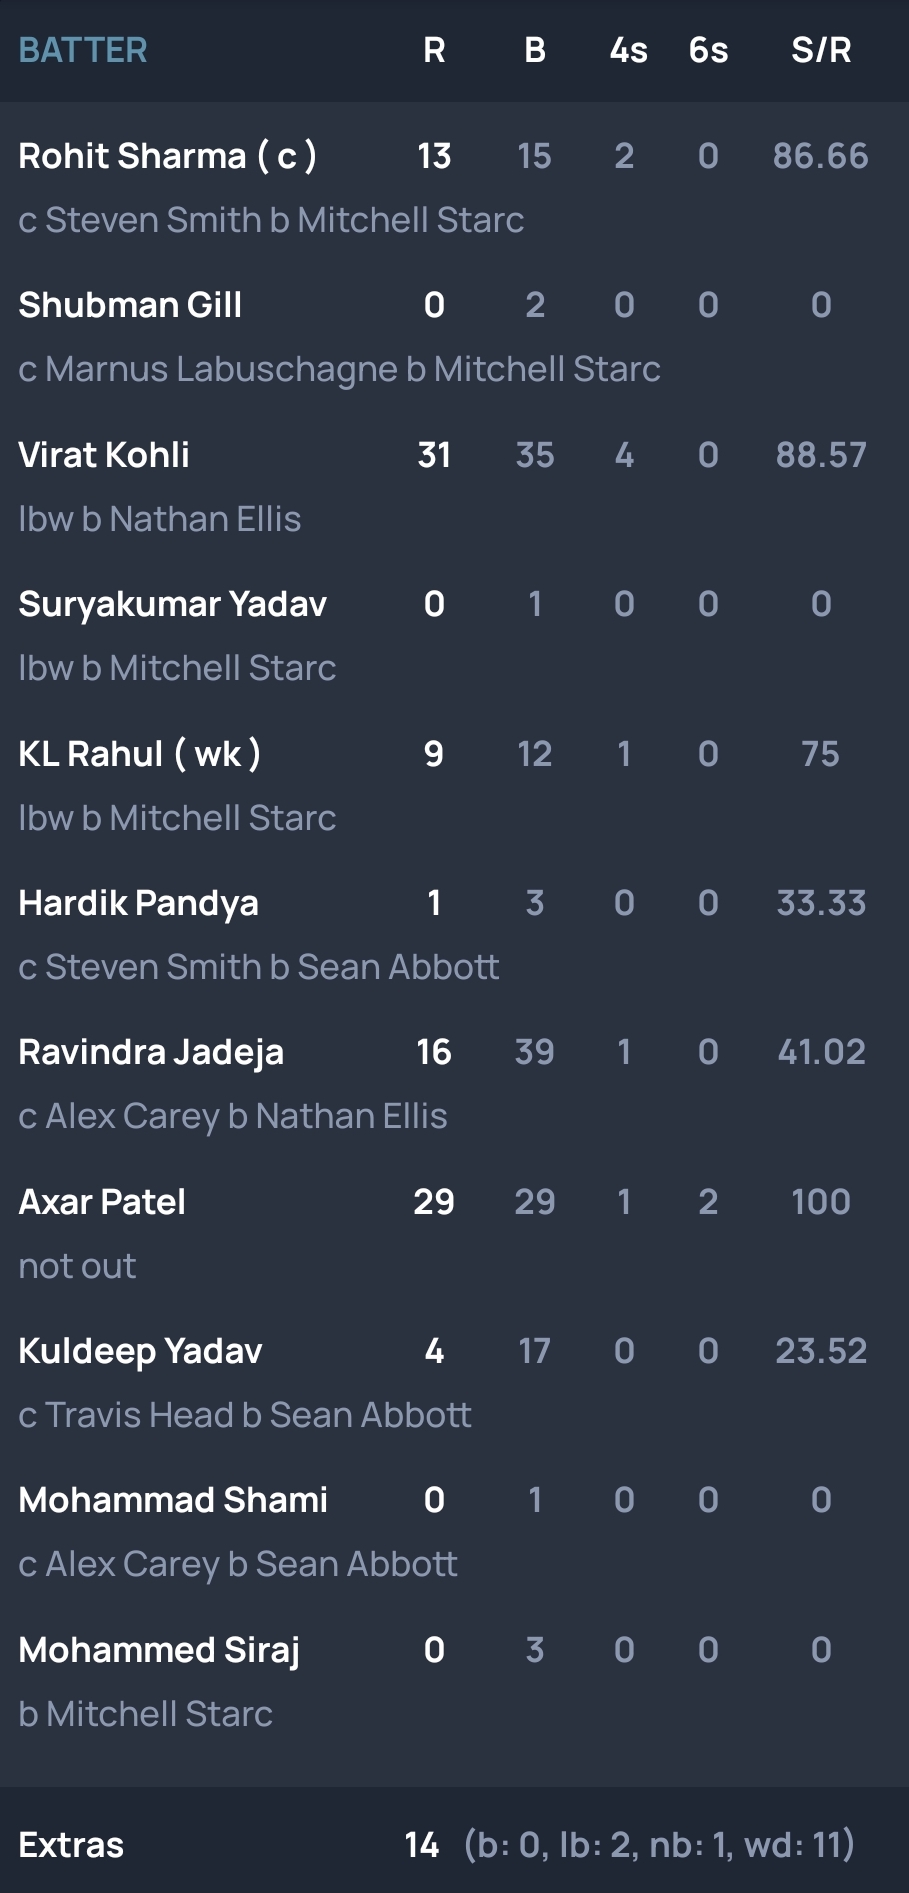 BATTER R B 4s 6s S/R
Rohit Sharma ( c ) 13 15 2 0 86.66
c Steven Smith b Mitchell Starc
Shubman Gill 0 2 0 0 0
c Marnus Labuschagne b Mitchell Starc
Virat Kohli 31 35 4 0 88.57
lbw b Nathan Ellis
Suryakumar Yadav 0 1 0 0 0
lbw b Mitchell Starc
KL Rahul ( wk ) 9 12 1 0 75
lbw b Mitchell Starc
Hardik Pandya 1 3 0 0 33.33
c Steven Smith b Sean Abbott
Ravindra Jadeja 16 39 1 0 41.02
c Alex Carey b Nathan Ellis
Axar Patel 29 29 1 2 100
not out
Kuldeep Yadav 4 17 0 0 23.52
c Travis Head b Sean Abbott
Mohammad Shami 0 1 0 0 0
c Alex Carey b Sean Abbott
Mohammed Siraj 0 3 0 0 0
b Mitchell Starc
Extras 14 (b: 0, lb: 2, nb: 1, wd: 11)